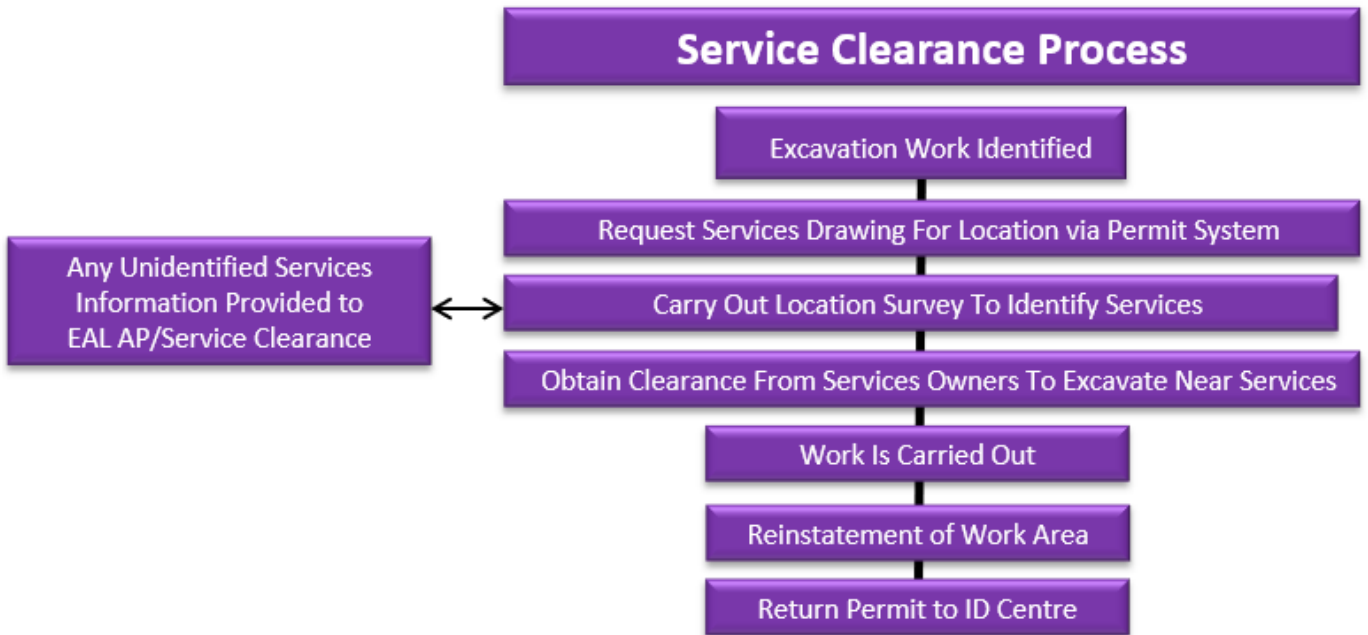 Service Clearance Process
Excavation Work Identified
Request Services Drawing For Location via Permit System
Any Unidentified Services
Information Provided to
EAL AP/Service Clearance
Carry Out Location Survey To Identify Services
Obtain Clearance From Services Owners To Excavate Near Services
Work Is Carried Out
Reinstatement of Work Area
Return Permit to ID Centre